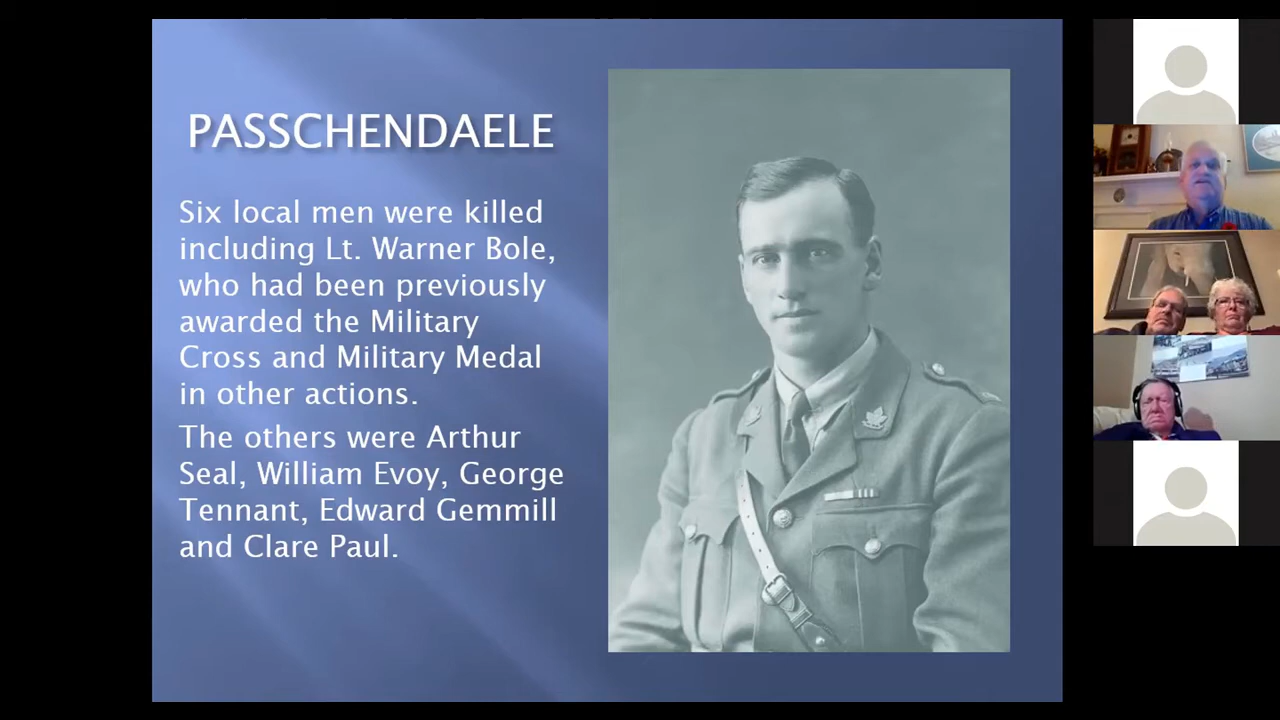 PASSCHENDAELE
Six local men were killed
including Lt. Warner Bole,
who had been previously
awarded the Military
Cross and Military Medal
in other actions.
The others were Arthur
Seal, William Evoy, George
Tennant, Edward Gemmill
and Clare Paul.